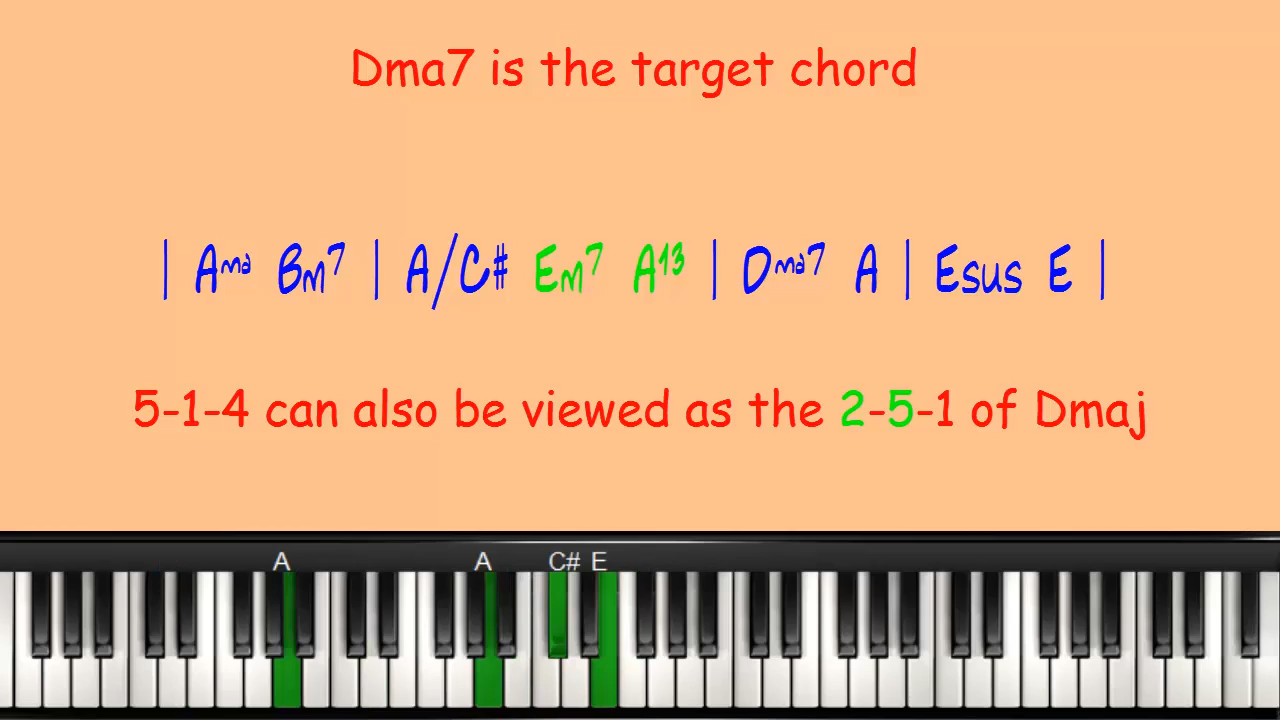 Dma7 is the target chord
| Ama Bm7 | A/C# Em7 A13 | Dma7 A | Esus E |
5-1-4 can also be viewed as the 2-5-1 of Dmaj
A A C# E